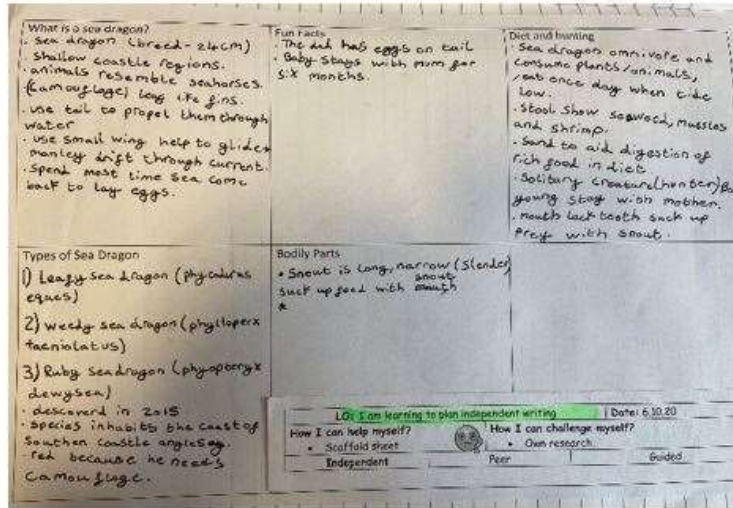 What is a sea dragon?
. Sea dragon (breed - 24cm)
shallow coastle regions.
. animals resemble seahorses.
(camouflage) long life fins.
. use tail to propel them through
water
. use small wing help to glide
manley drift through current.
. Spend most time sea come
back to lay eggs.
Fun Facts
. The dad has eggs on tail
. Baby stays with mum for
six months.
Diet and hunting
. Sea dragon omnivore and
consume plants/animals,
eat once day when tide
low.
. Stool show seaweed, mussles
and shrimp.
. Sand to aid digestion of
rich food in diet
. Solitary creature (hunter)
young stay with mother.
. mouth lack tooth suck up
prey with snout.
Types of Sea Dragon
1) Leafy sea dragon (phycaduras
eques)
2) weedy sea dragon (phylloperx
taeniolatus)
3) Ruby seadragon (phyopteryx
dewysea)
. descoverd in 2015
. species inhabits the coast of
Southen coastle anglesey.
red because he needs
camouflage.
Bodily Parts
. Snout is long, narrow (slender)
snout
suck up food with mouth
LO: I am learning to plan independent writing
Date: 6.10.20
How I can help myself?
• Scaffold sheet
How I can challenge myself?
• Own research
Independent
Peer
Guided